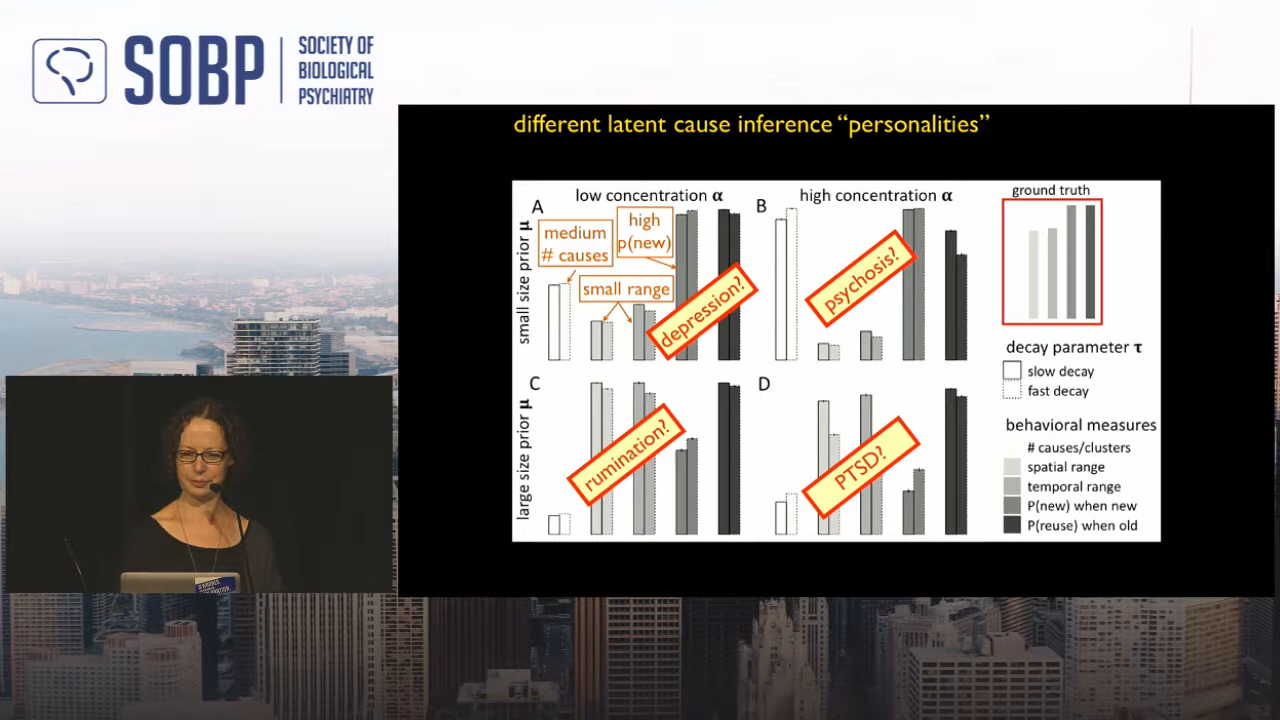 SOBP
SOCIETY OF
BIOLOGICAL
PSYCHIATRY
different latent cause inference “personalities”
low concentration α
high concentration α
ground truth
small size prior μ
A
medium
# causes
high
p(new)
small range
depression?
B
psychosis?
large size prior μ
C
rumination?
D
PTSD?
decay parameter τ
slow decay
fast decay
behavioral measures
# causes/clusters
spatial range
temporal range
P(new) when new
P(reuse) when old